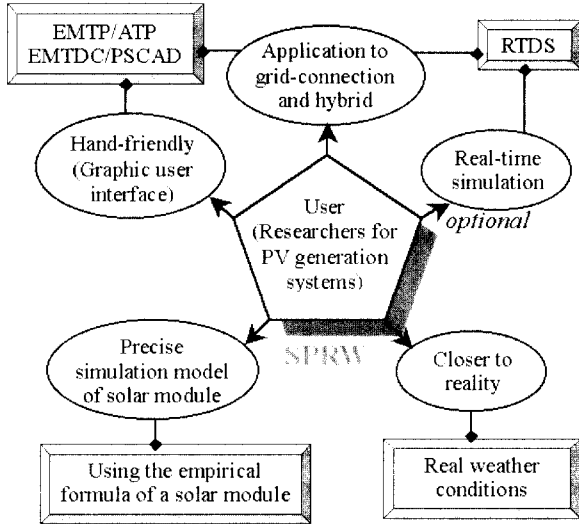 EMTP/ATP
EMTDC/PSCAD
Application to
grid-connection
and hybrid
RTDS
Hand-friendly
(Graphic user
interface)
Real-time
simulation
optional
User
(Researchers for
PV generation
systems)
SPRW
Precise
simulation model
of solar module
Closer to
reality
Using the empirical
formula of a solar module
Real weather
conditions